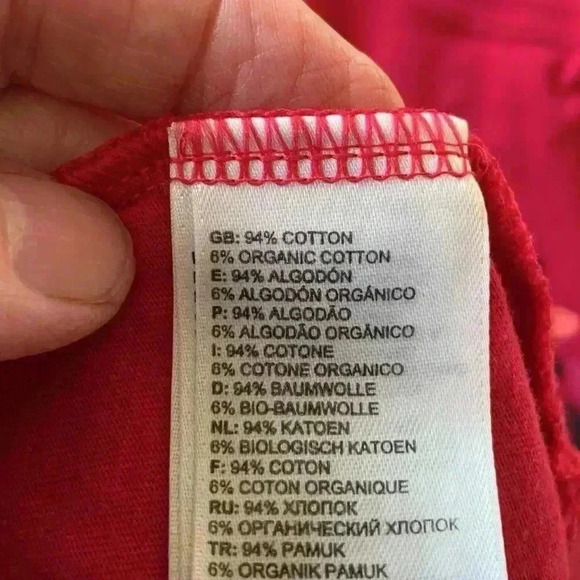 GB: 94% COTTON
6% ORGANIC COTTON
E: 94% ALGODÓN
6% ALGODÓN ORGÁNICO
P: 94% ALGODÃO
6% ALGODÃO ORGÂNICO
I: 94% COTONE
6% COTONE ORGANICO
D: 94% BAUMWOLLE
6% BIO-BAUMWOLLE
NL: 94% KATOEN
6% BIOLOGISCH KATOEN
F: 94% COTON
6% COTON ORGANIQUE
RU: 94% ХЛОПОК
6% ОРГАНИЧЕСКИЙ ХЛОПОК
TR: 94% PAMUK
6% ORGANIK PAMUK